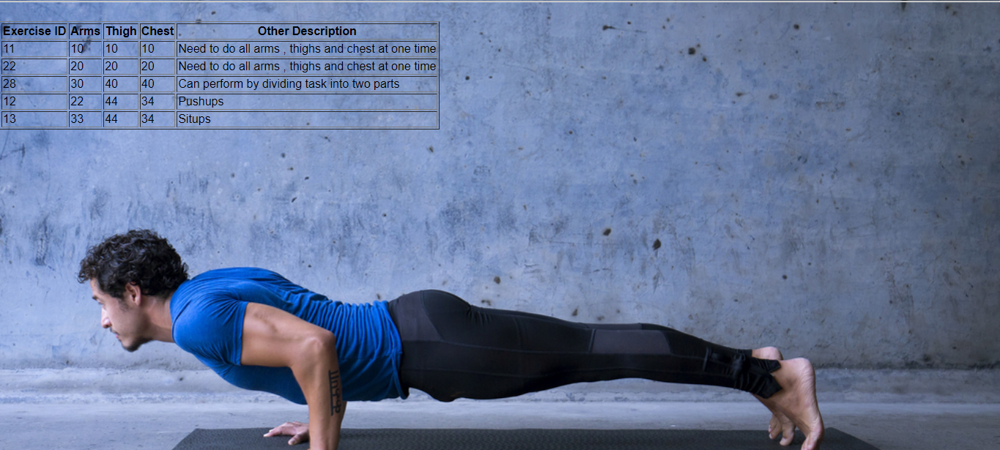 Exercise ID Arms Thigh Chest Other Description
11 10 10 10 Need to do all arms , thighs and chest at one time
22 20 20 20 Need to do all arms , thighs and chest at one time
28 30 40 40 Can perform by dividing task into two parts
12 22 44 34 Pushups
13 33 44 34 Situps